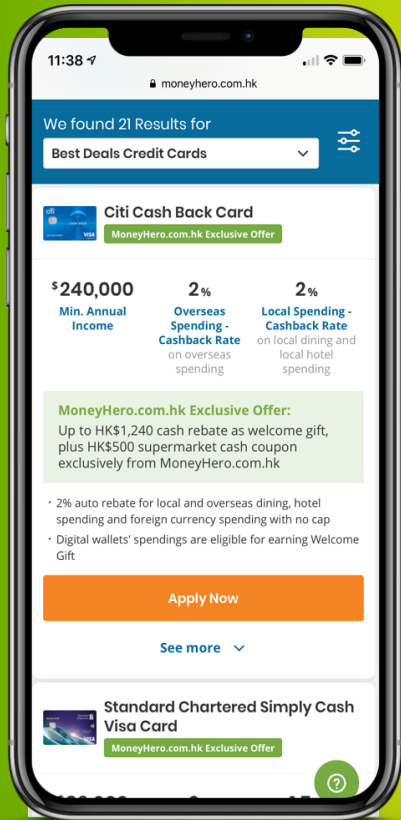 11:38
moneyhero.com.hk
We found 21 Results for
Best Deals Credit Cards
citi
CASH BACK
VISA
Citi Cash Back Card
MoneyHero.com.hk Exclusive Offer
$240,000
Min. Annual
Income
2%
Overseas
Spending -
Cashback Rate
on overseas
spending
2%
Local Spending -
Cashback Rate
on local dining and
local hotel
spending
MoneyHero.com.hk Exclusive Offer:
Up to HK$1,240 cash rebate as welcome gift,
plus HK$500 supermarket cash coupon
exclusively from MoneyHero.com.hk
· 2% auto rebate for local and overseas dining, hotel
spending and foreign currency spending with no cap
· Digital wallets' spendings are eligible for earning Welcome
Gift
Apply Now
See more
Standard Chartered Simply Cash
Visa Card
MoneyHero.com.hk Exclusive Offer
?